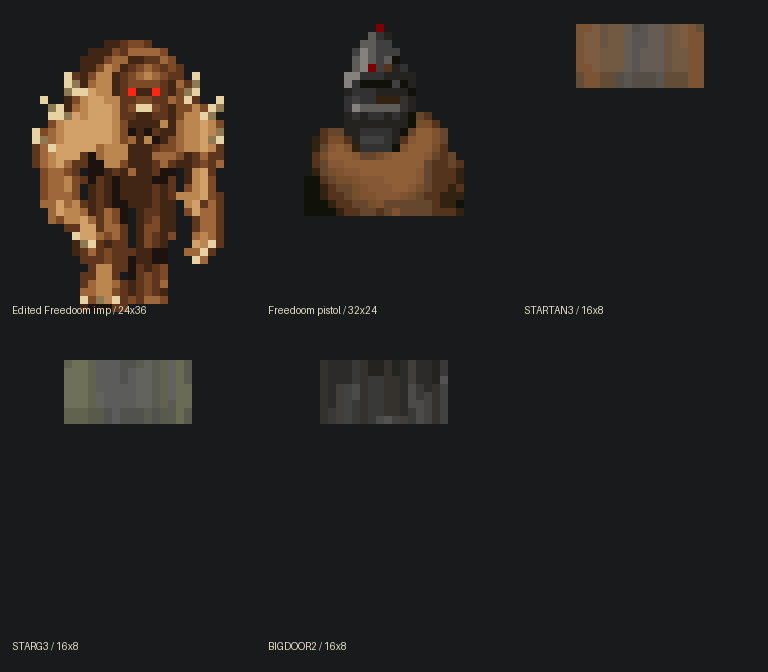 Edited Freedoom imp / 24x36
Freedoom pistol / 32x24
STARTAN3 / 16x8
STARG3 / 16x8
BIGDOOR2 / 16x8